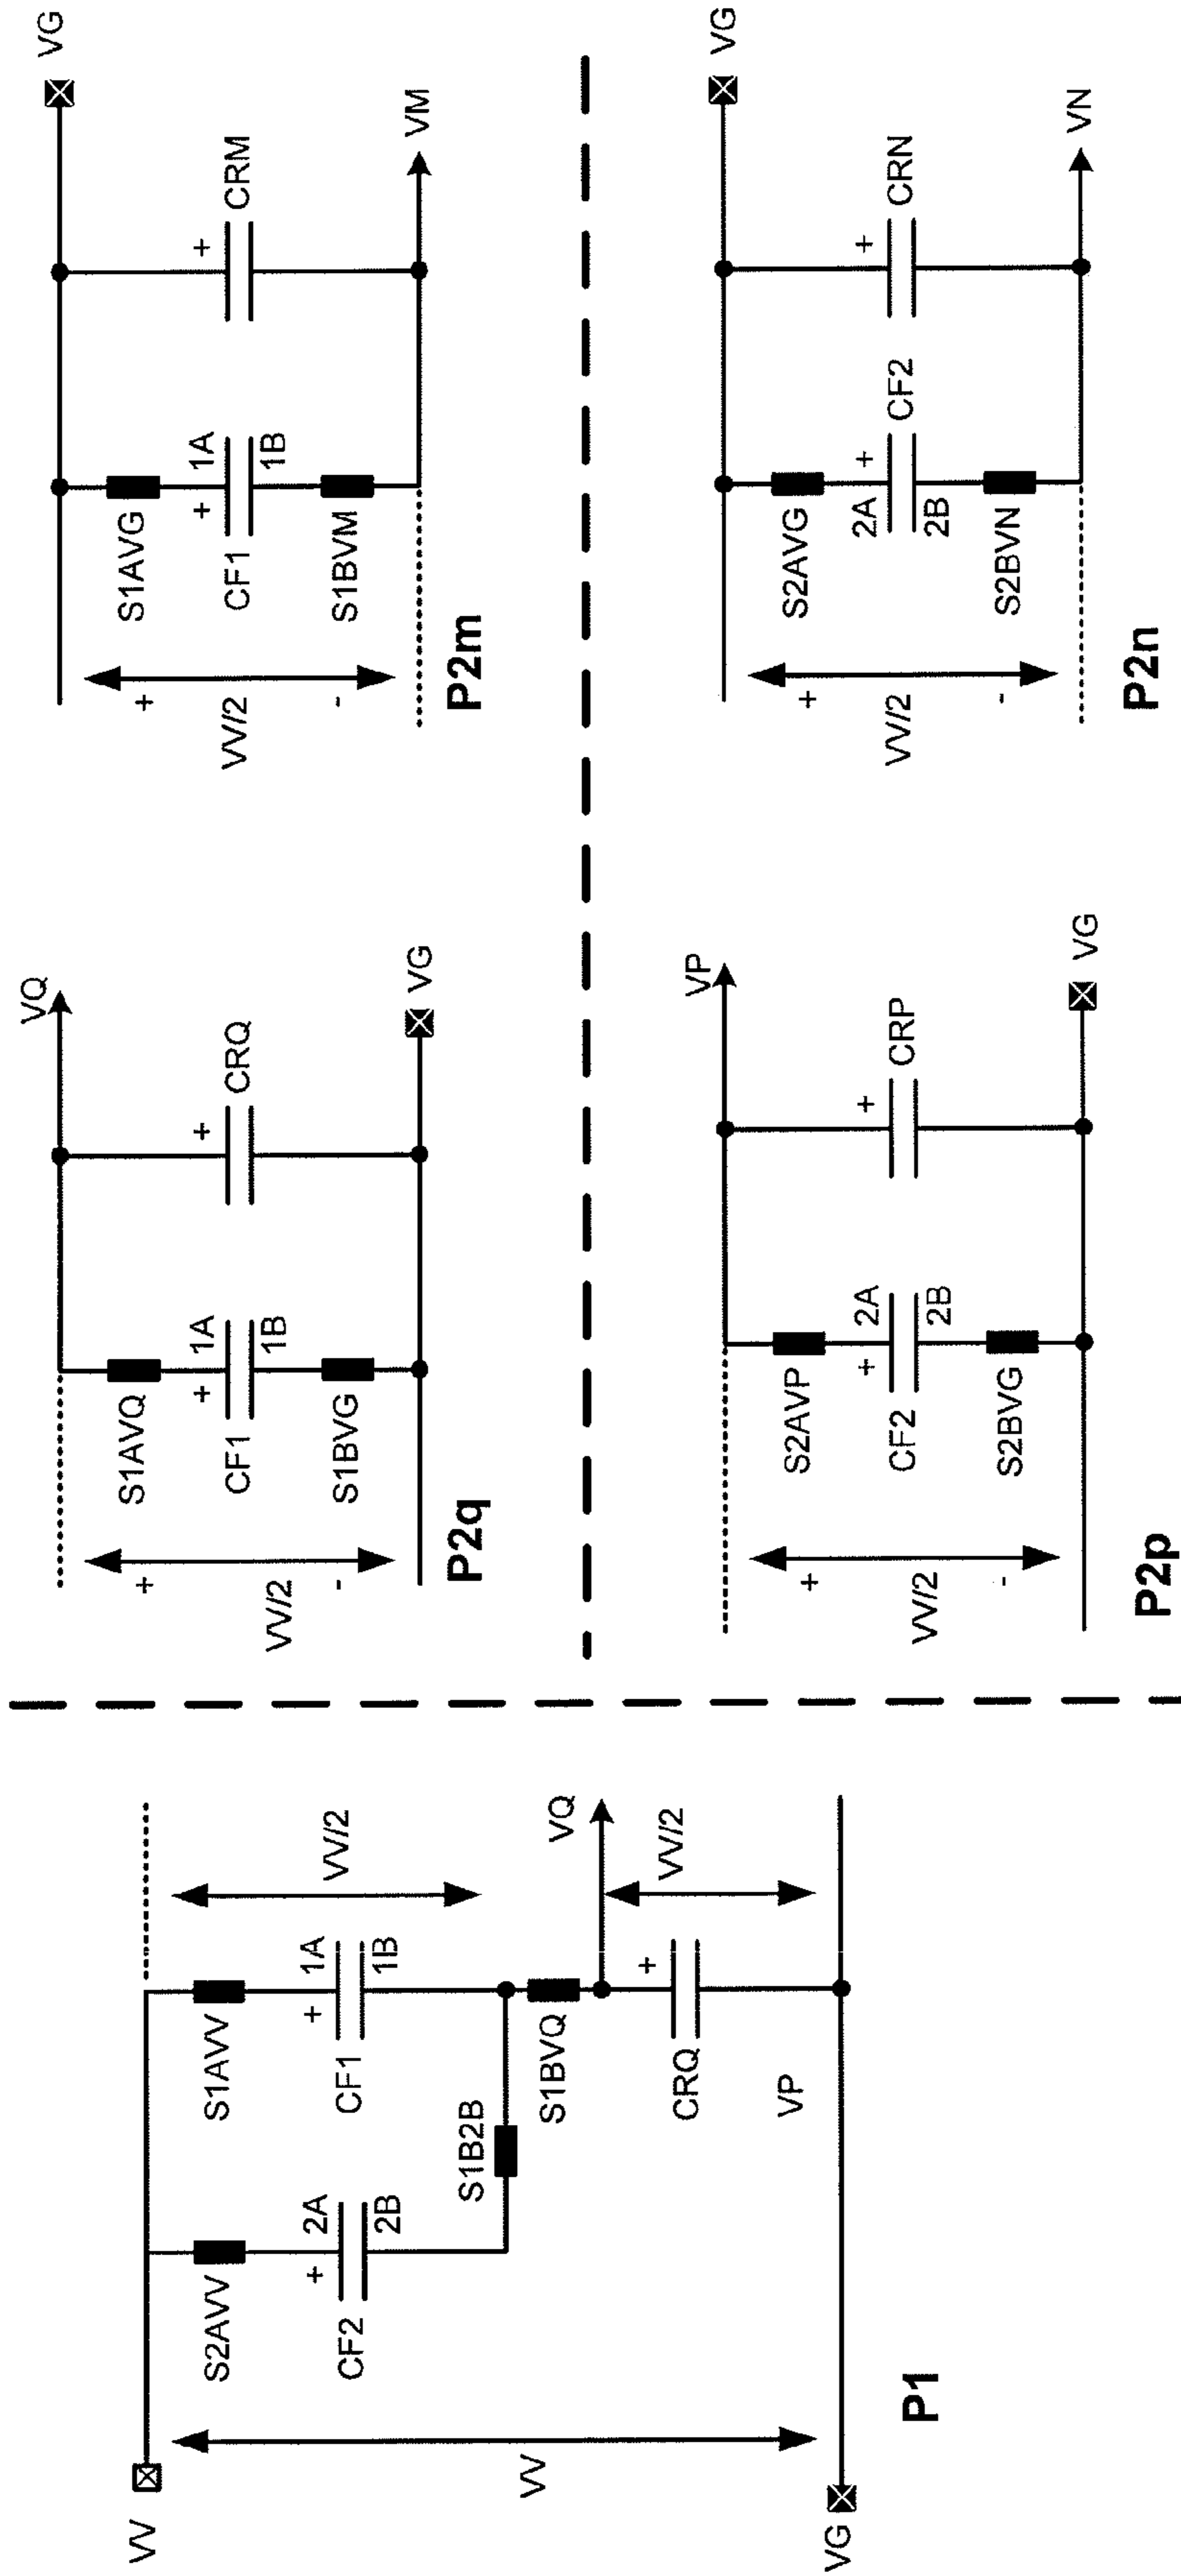 VV
VV
VG
S2AVV
+
2A
CF2
2B
S1B2B
S1AVV
+
1A
CF1
1B
S1BVQ
VQ
+
CRQ
VP
VV/2
VV/2
P1
VQ
S1AVQ
+
1A
CF1
1B
S1BVG
+
VV/2
-
+
CRQ
VG
P2q
VG
S1AVG
+
1A
CF1
1B
S1BVM
+
VV/2
-
+
CRM
VM
P2m
VP
S2AVP
+
2A
CF2
2B
S2BVG
+
VV/2
-
+
CRP
VG
P2p
VG
S2AVG
2A
+
CF2
2B
S2BVN
+
VV/2
-
+
CRN
VN
P2n